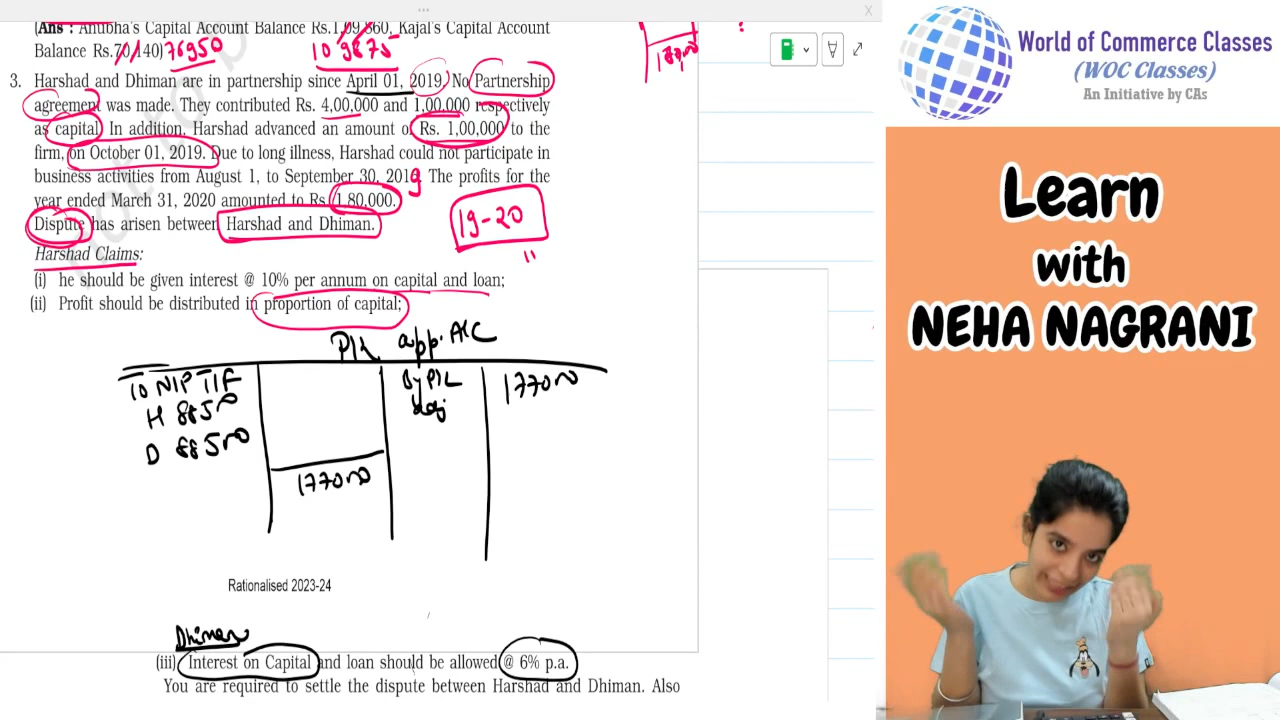 (Ans : Anubha's Capital Account Balance Rs.1,09,860, Kajal's Capital Account
Balance Rs.70,140) 76950 109875
3. Harshad and Dhiman are in partnership since April 01, 2019. No Partnership
agreement was made. They contributed Rs. 4,00,000 and 1,00,000 respectively
as capital. In addition, Harshad advanced an amount of Rs. 1,00,000 to the
firm, on October 01, 2019. Due to long illness, Harshad could not participate in
business activities from August 1, to September 30, 2019 The profits for the
year ended March 31, 2020 amounted to Rs. 1,80,000.
Dispute has arisen between Harshad and Dhiman.
19-20
Harshad Claims:
(i) he should be given interest @ 10% per annum on capital and loan;
(ii) Profit should be distributed in proportion of capital;
P/L app. A/C
To N/P T/F By P/L 177000
H 88500 adj
D 88500
177000
Rationalised 2023-24
Dhiman
(iii) Interest on Capital and loan should be allowed @ 6% p.a.
You are required to settle the dispute between Harshad and Dhiman. Also
World of Commerce Classes
(WOC Classes)
An Initiative by CAs
Learn
with
NEHA NAGRANI